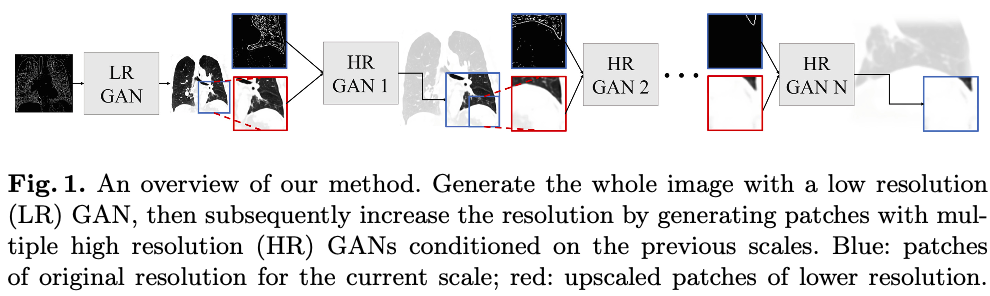 LR
GAN
HR
GAN 1
HR
GAN 2
HR
GAN N
Fig. 1. An overview of our method. Generate the whole image with a low resolution
(LR) GAN, then subsequently increase the resolution by generating patches with mul-
tiple high resolution (HR) GANs conditioned on the previous scales. Blue: patches
of original resolution for the current scale; red: upscaled patches of lower resolution.